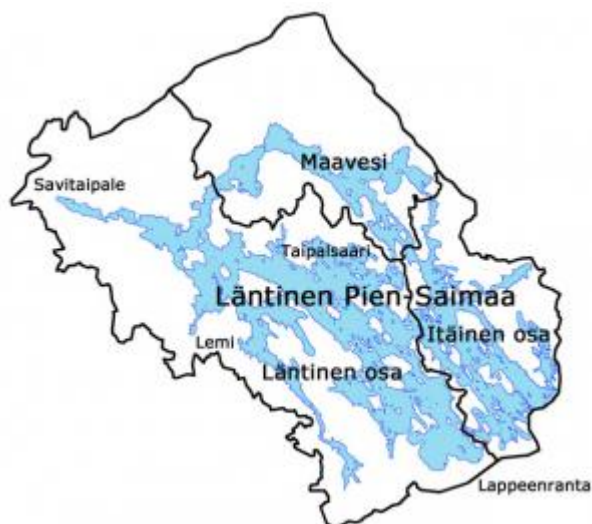 Maavesi
Savitaipale
Taipalsaari
Läntinen Pien-Saimaa
Itäinen osa
Lemi
Läntinen osa
Lappeenranta